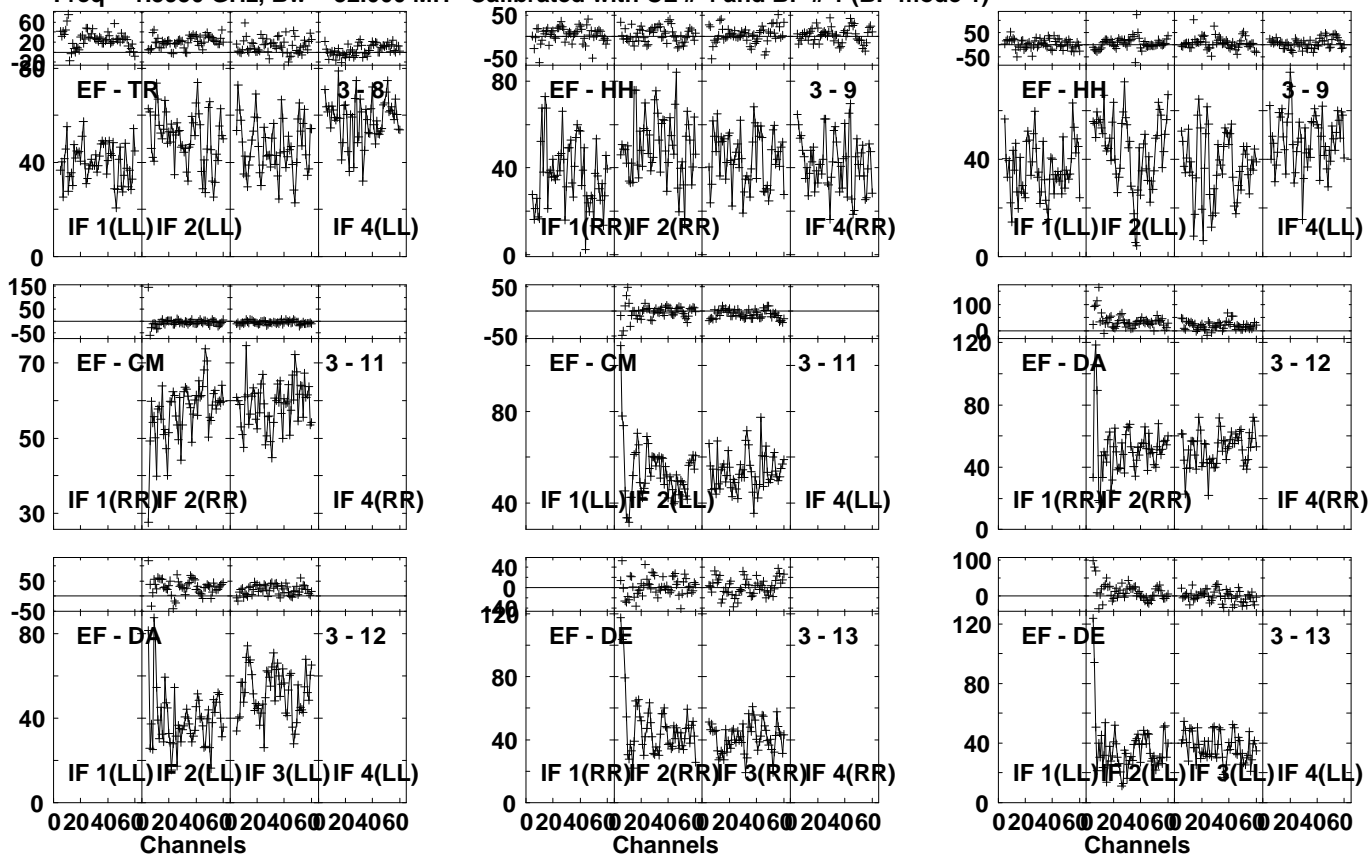 60 50 50
20 -50 -50
-20
80 80
EF - TR 3 - 8 EF - HH 3 - 9 EF - HH 3 - 9
40 40 40
IF 1(LL) IF 2(LL) IF 4(LL) IF 1(RR) IF 2(RR) IF 4(RR) IF 1(LL) IF 2(LL) IF 4(LL)
0 0 0
150 50 100
50 -50 0
-50
70 120
EF - CM 3 - 11 EF - CM 3 - 11 EF - DA 3 - 12
80 80
50 40
IF 1(RR) IF 2(RR) IF 4(RR) IF 1(LL) IF 2(LL) IF 4(LL) IF 1(RR) IF 2(RR) IF 4(RR)
30 40 0
50 40 100
-50 0 0
-40
80 120 120
EF - DA 3 - 12 EF - DE 3 - 13 EF - DE 3 - 13
80 80
40 40 40
IF 1(LL) IF 2(LL) IF 3(LL) IF 4(LL) IF 1(RR) IF 2(RR) IF 3(RR) IF 4(RR) IF 1(LL) IF 2(LL) IF 3(LL) IF 4(LL)
0 0 0
0 20 40 60 0 20 40 60 0 20 40 60 0 20 40 60 0 20 40 60 0 20 40 60 0 20 40 60 0 20 40 60 0 20 40 60 0 20 40 60 0 20 40 60 0 20 40 60
Channels Channels Channels